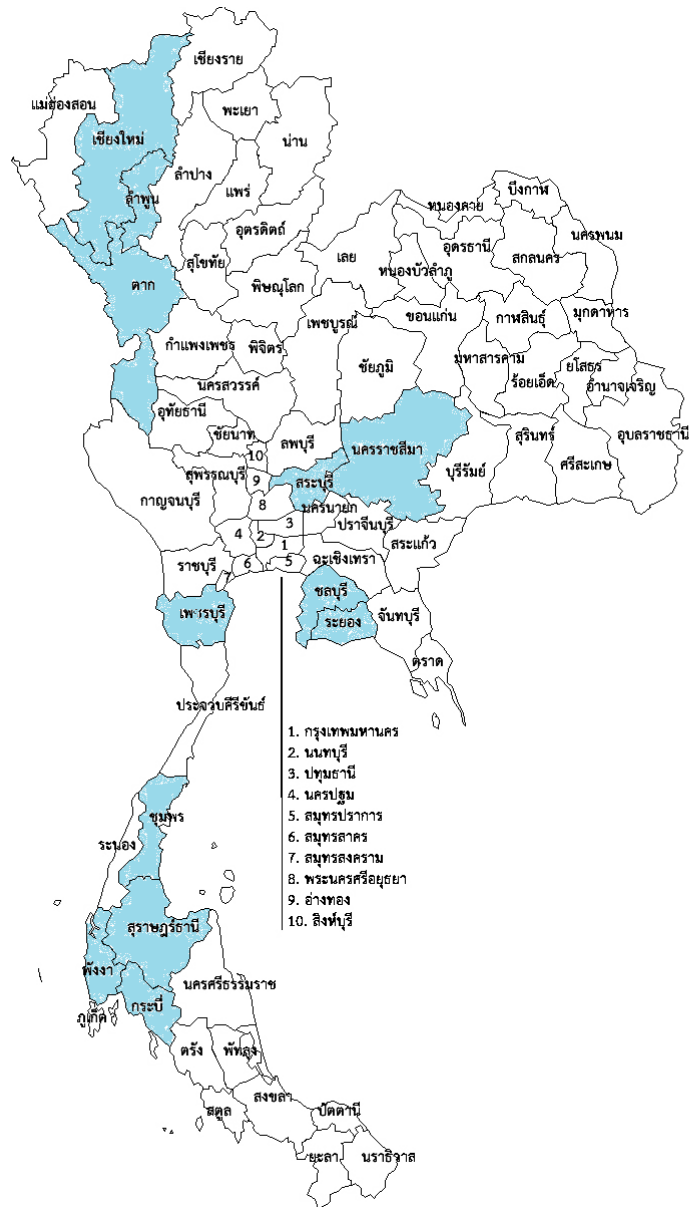 เชียงราย
แม่ฮ่องสอน
พะเยา
เชียงใหม่
น่าน
ลำปาง
แพร่
ลำพูน
บึงกาฬ
หนองคาย
อุตรดิตถ์
นครพนม
อุดรธานี
สกลนคร
เลย
สุโขทัย
หนองบัวลำภู
ตาก
พิษณุโลก
ขอนแก่น
กาฬสินธุ์
มุกดาหาร
เพชรบูรณ์
กำแพงเพชร
พิจิตร
มหาสารคาม
ยโสธร
ชัยภูมิ
ร้อยเอ็ด
อำนาจเจริญ
นครสวรรค์
อุทัยธานี
ชัยนาท
ลพบุรี
นครราชสีมา
สุรินทร์
อุบลราชธานี
10
สุพรรณบุรี
9
สระบุรี
บุรีรัมย์
ศรีสะเกษ
กาญจนบุรี
8
นครนายก
3
ปราจีนบุรี
4
2
1
สระแก้ว
ราชบุรี
6
5
ฉะเชิงเทรา
7
ชลบุรี
เพชรบุรี
ระยอง
จันทบุรี
ตราด
ประจวบคีรีขันธ์
1. กรุงเทพมหานคร
2. นนทบุรี
3. ปทุมธานี
4. นครปฐม
5. สมุทรปราการ
6. สมุทรสาคร
7. สมุทรสงคราม
8. พระนครศรีอยุธยา
9. อ่างทอง
10. สิงห์บุรี
ชุมพร
ระนอง
สุราษฎร์ธานี
พังงา
นครศรีธรรมราช
กระบี่
ภูเก็ต
ตรัง
พัทลุง
สงขลา
สตูล
ปัตตานี
ยะลา
นราธิวาส